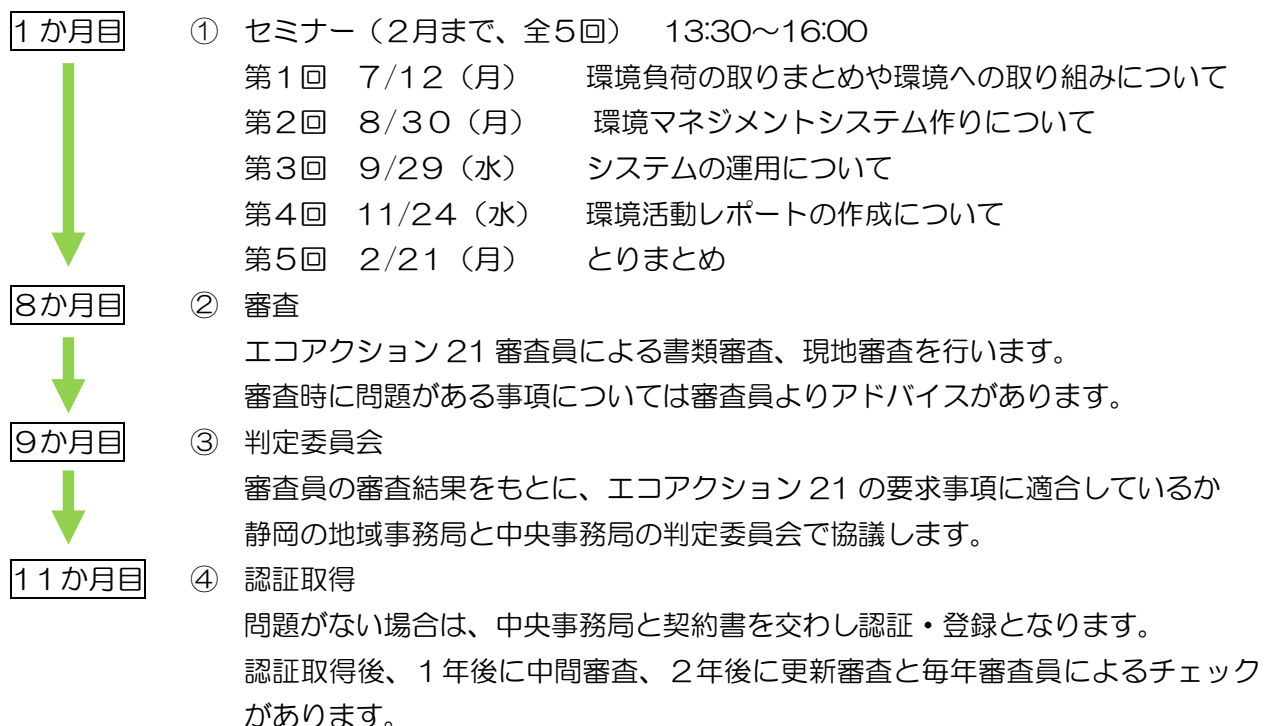 １か月目 ① セミナー（２月まで、全５回） 13:30～16:00
第１回 ７/１２（月） 環境負荷の取りまとめや環境への取り組みについて
第２回 ８/３０（月） 環境マネジメントシステム作りについて
第３回 ９/２９（水） システムの運用について
第４回 １１/２４（水） 環境活動レポートの作成について
第５回 ２/２１（月） とりまとめ
８か月目 ② 審査
エコアクション 21 審査員による書類審査、現地審査を行います。
審査時に問題がある事項については審査員よりアドバイスがあります。
９か月目 ③ 判定委員会
審査員の審査結果をもとに、エコアクション 21 の要求事項に適合しているか
静岡の地域事務局と中央事務局の判定委員会で協議します。
１１か月目 ④ 認証取得
問題がない場合は、中央事務局と契約書を交わし認証・登録となります。
認証取得後、１年後に中間審査、２年後に更新審査と毎年審査員によるチェック
があります。